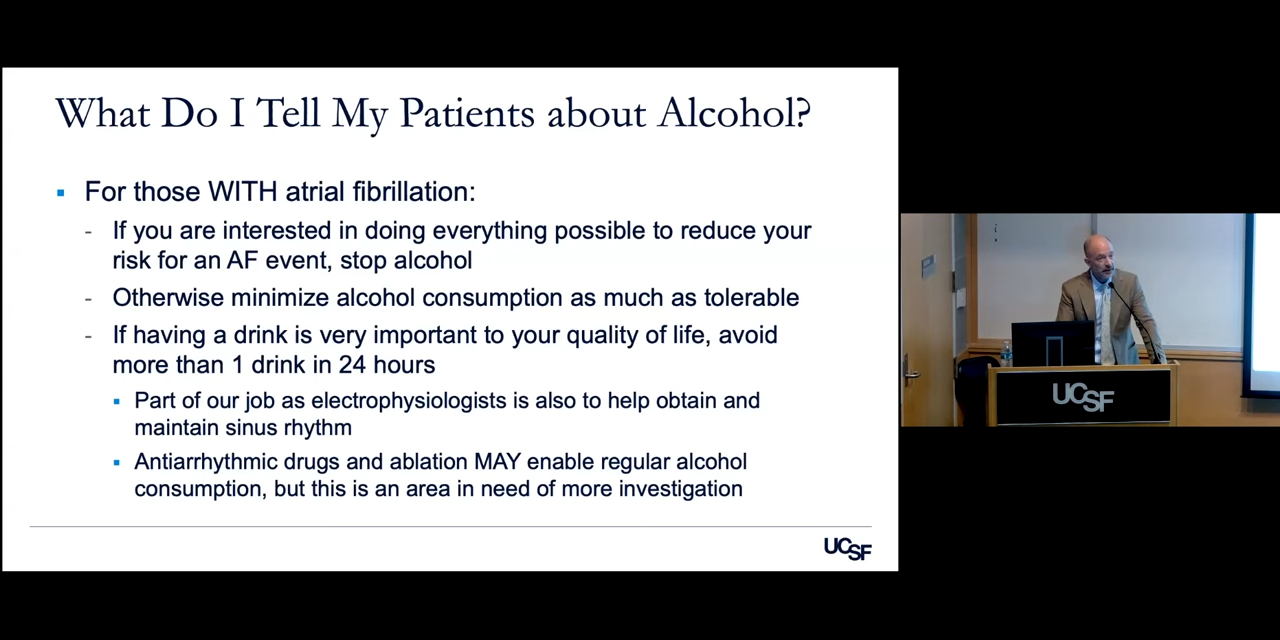 What Do I Tell My Patients about Alcohol?
▪ For those WITH atrial fibrillation:
- If you are interested in doing everything possible to reduce your
risk for an AF event, stop alcohol
- Otherwise minimize alcohol consumption as much as tolerable
- If having a drink is very important to your quality of life, avoid
more than 1 drink in 24 hours
▪ Part of our job as electrophysiologists is also to help obtain and
maintain sinus rhythm
▪ Antiarrhythmic drugs and ablation MAY enable regular alcohol
consumption, but this is an area in need of more investigation
UCSF
UCSF